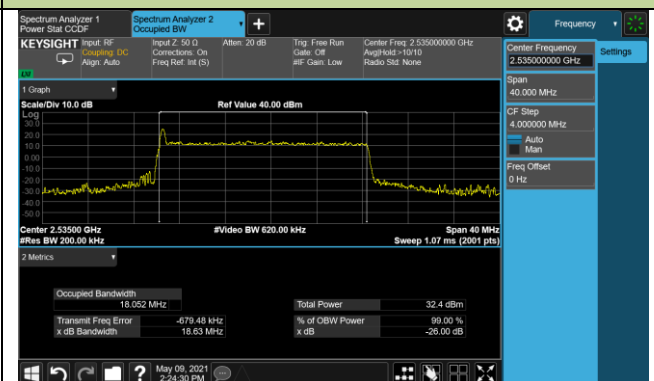 Spectrum Analyzer 1
Power Stat CCDF
Spectrum Analyzer 2
Occupied BW
Frequency
KEYSIGHT
Input: RF
Coupling: DC
Align: Auto
Input Z: 50 Ω
Corrections: On
Freq Ref: Int (S)
Atten: 20 dB
Trig: Free Run
Gate: Off
#IF Gain: Low
Center Freq: 2.535000000 GHz
Avg|Hold:>10/10
Radio Std: None
Center Frequency
2.535000000 GHz
Settings
Span
40.000 MHz
CF Step
4.000000 MHz
Auto
Man
Freq Offset
0 Hz
1 Graph
Scale/Div 10.0 dB
Ref Value 40.00 dBm
Log
30.0
20.0
10.0
0.00
-10.0
-20.0
-30.0
-40.0
-50.0
Center 2.53500 GHz
#Video BW 620.00 kHz
Span 40 MHz
#Res BW 200.00 kHz
Sweep 1.07 ms (2001 pts)
2 Metrics
Occupied Bandwidth
18.052 MHz
Total Power
32.4 dBm
Transmit Freq Error
-679.48 kHz
% of OBW Power
99.00 %
x dB Bandwidth
18.63 MHz
x dB
-26.00 dB
May 09, 2021
2:24:30 PM